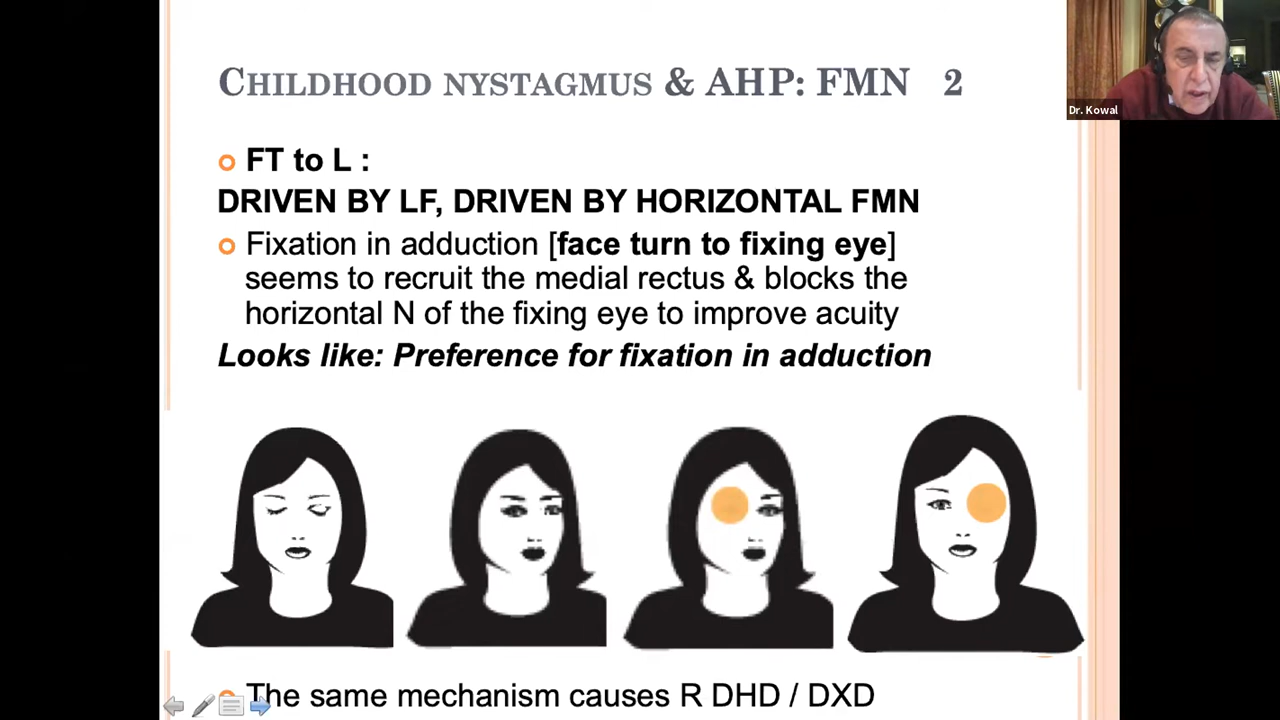 CHILDHOOD NYSTAGMUS & AHP: FMN 2
Dr. Kowal
FT to L :
DRIVEN BY LF, DRIVEN BY HORIZONTAL FMN
Fixation in adduction [face turn to fixing eye]
seems to recruit the medial rectus & blocks the
horizontal N of the fixing eye to improve acuity
Looks like: Preference for fixation in adduction
The same mechanism causes R DHD / DXD